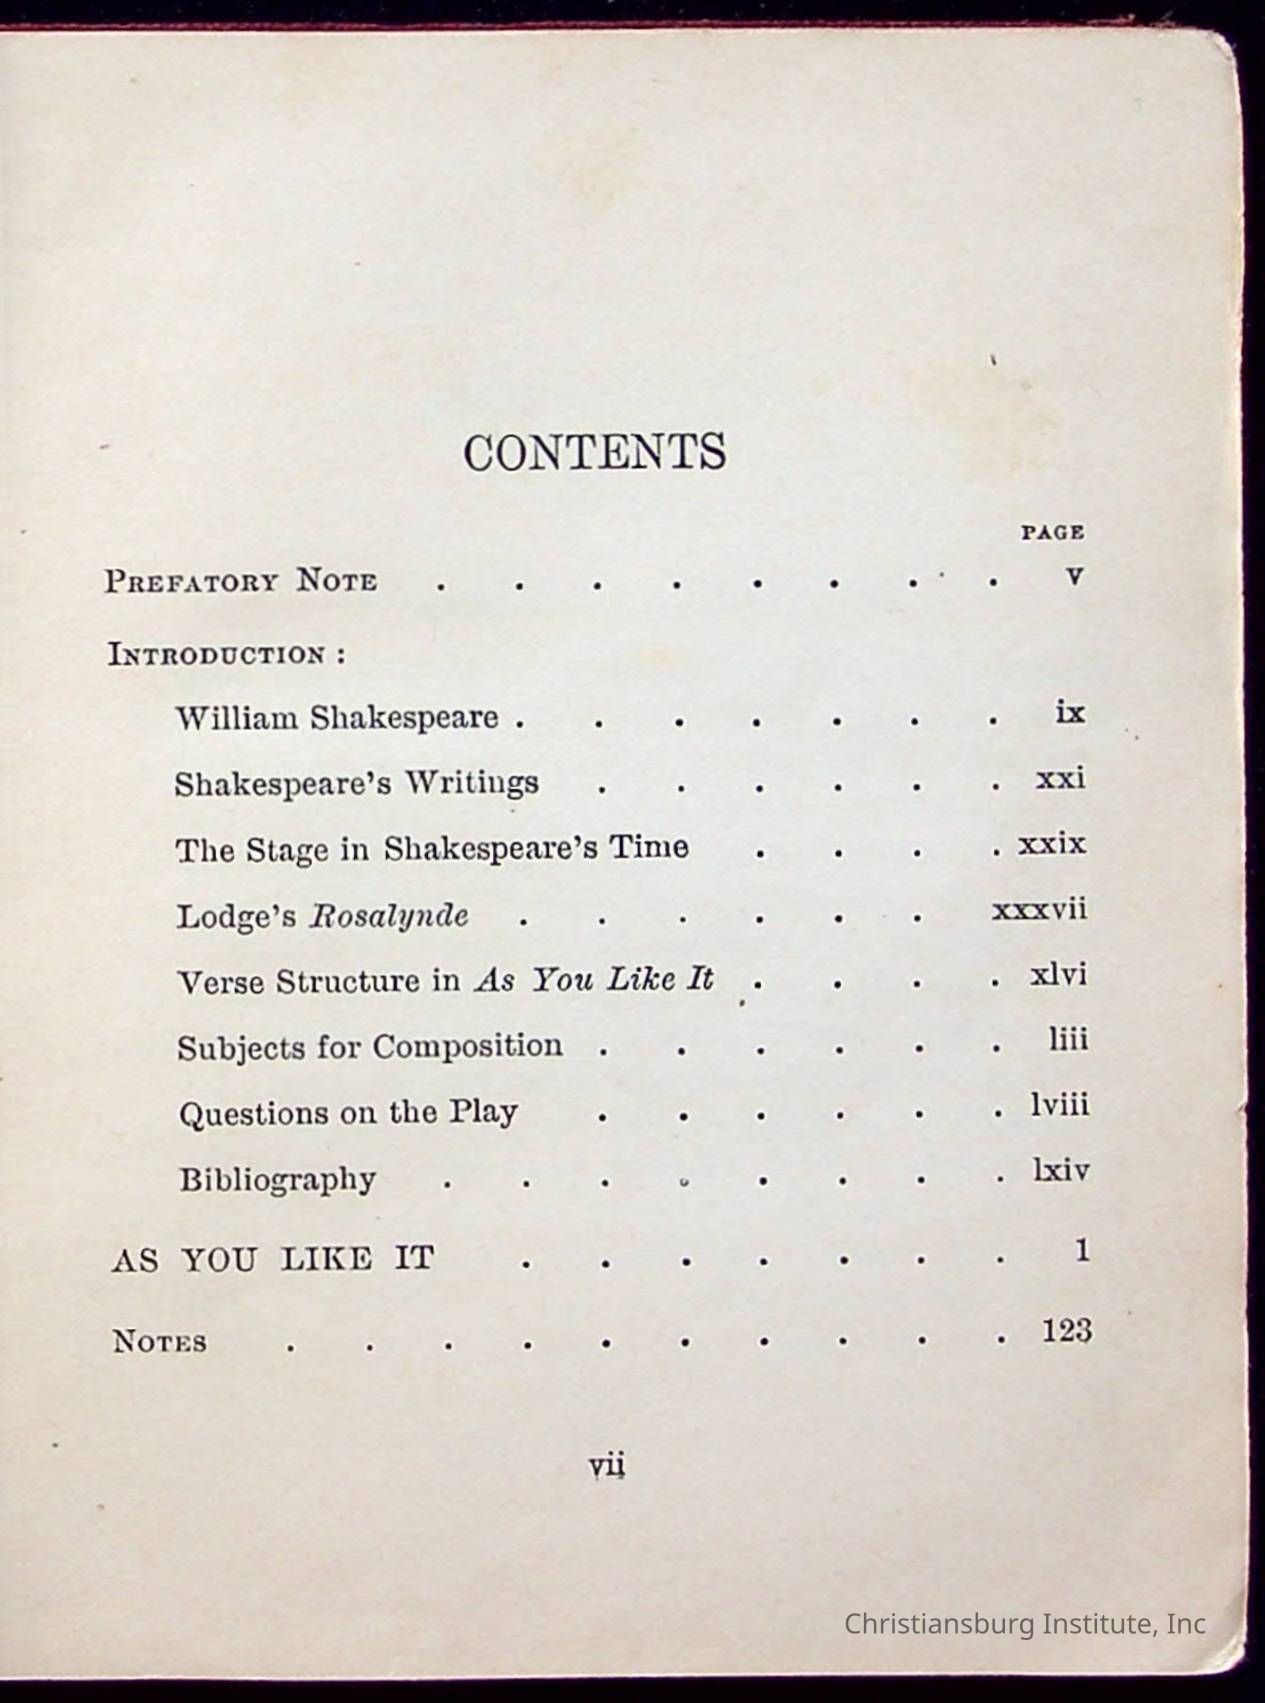 CONTENTS
PAGE
PREFATORY NOTE . . . . . . . . v
INTRODUCTION :
William Shakespeare . . . . . . . ix
Shakespeare's Writings . . . . . . xxi
The Stage in Shakespeare's Time . . . . xxix
Lodge's Rosalynde . . . . . . xxxvii
Verse Structure in As You Like It . . . . xlvi
Subjects for Composition . . . . . . liii
Questions on the Play . . . . . . lviii
Bibliography . . . . . . . . lxiv
AS YOU LIKE IT . . . . . . . 1
NOTES . . . . . . . . . . 123
vii
Christiansburg Institute, Inc